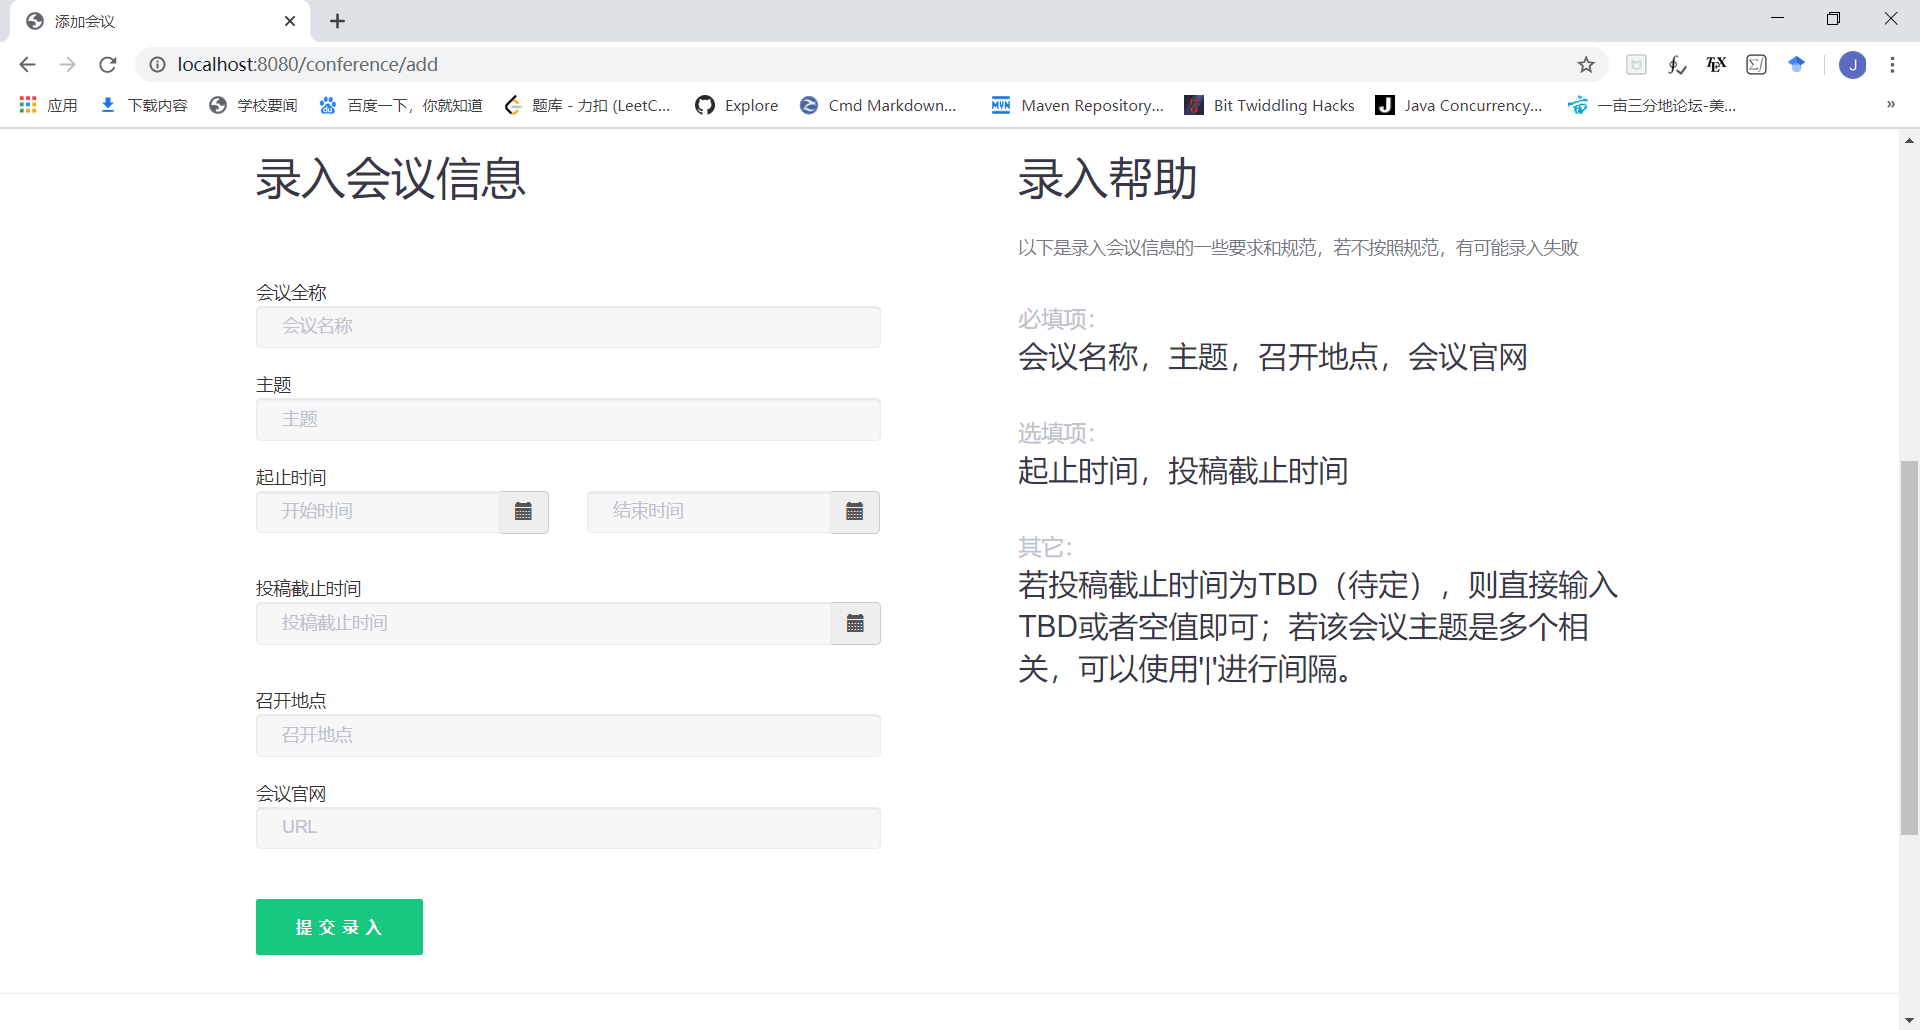 添加会议
localhost:8080/conference/add
J
应用 下载内容 学校要闻 百度一下，你就知道 题库 - 力扣 (LeetC... Explore Cmd Markdown... Maven Repository... Bit Twiddling Hacks Java Concurrency... 一亩三分地论坛-美... »
录入会议信息
会议全称
会议名称
主题
主题
起止时间
开始时间 结束时间
投稿截止时间
投稿截止时间
召开地点
召开地点
会议官网
URL
提交录入
录入帮助
以下是录入会议信息的一些要求和规范，若不按照规范，有可能录入失败
必填项：
会议名称，主题，召开地点，会议官网
选填项：
起止时间，投稿截止时间
其它：
若投稿截止时间为TBD（待定），则直接输入
TBD或者空值即可；若该会议主题是多个相
关，可以使用'|'进行间隔。